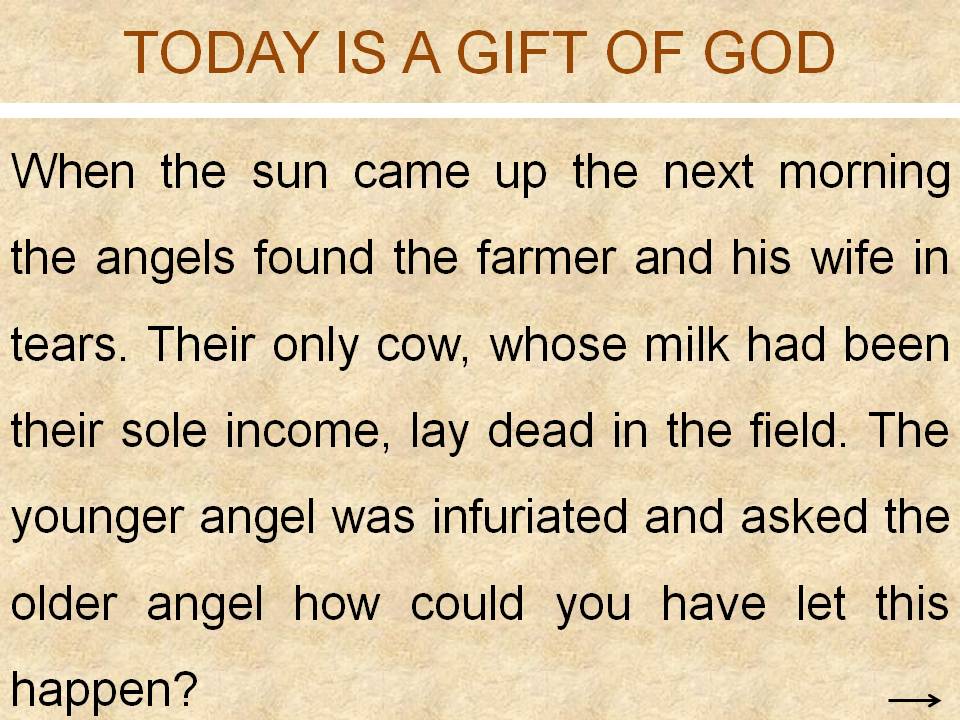 TODAY IS A GIFT OF GOD
When the sun came up the next morning
the angels found the farmer and his wife in
tears. Their only cow, whose milk had been
their sole income, lay dead in the field. The
younger angel was infuriated and asked the
older angel how could you have let this
happen?